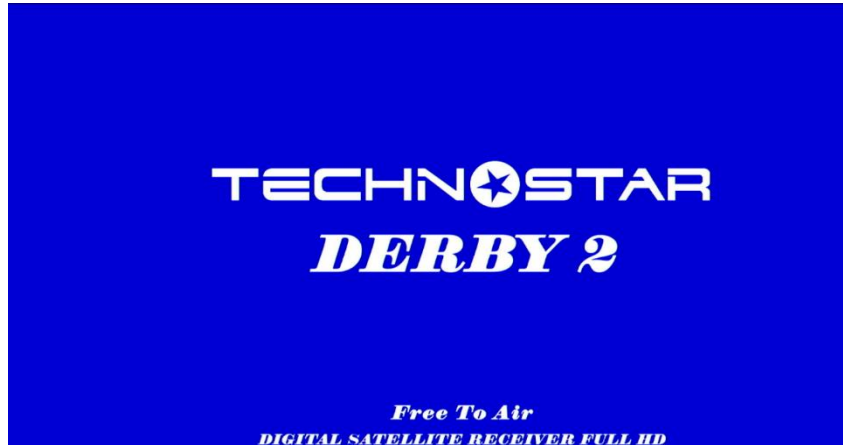 TECHNOSTAR
DERBY 2
Free To Air
DIGITAL SATELLITE RECEIVER FULL HD